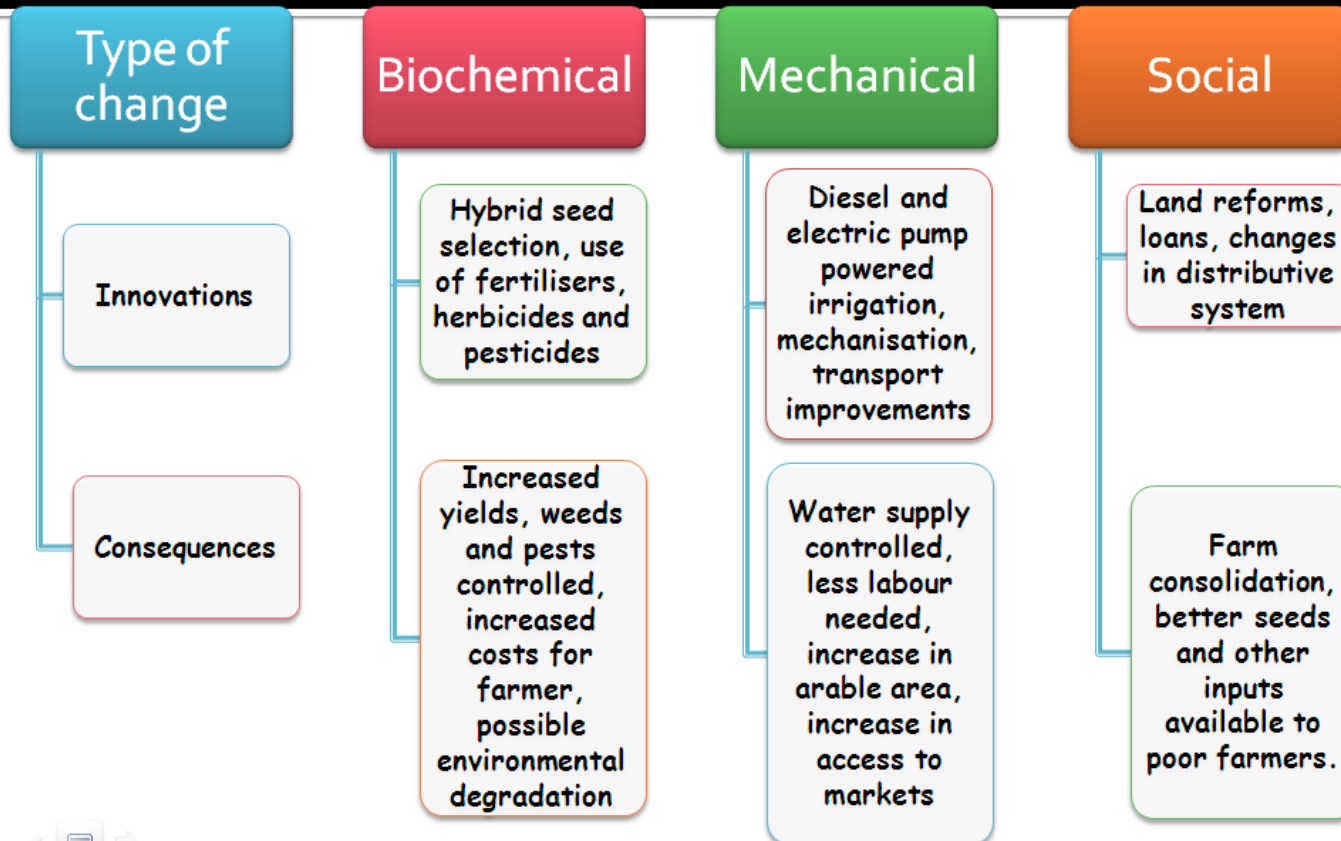 Type of
change
Innovations
Consequences
Biochemical
Hybrid seed
selection, use
of fertilisers,
herbicides and
pesticides
Increased
yields, weeds
and pests
controlled,
increased
costs for
farmer,
possible
environmental
degradation
Mechanical
Diesel and
electric pump
powered
irrigation,
mechanisation,
transport
improvements
Water supply
controlled,
less labour
needed,
increase in
arable area,
increase in
access to
markets
Social
Land reforms,
loans, changes
in distributive
system
Farm
consolidation,
better seeds
and other
inputs
available to
poor farmers.